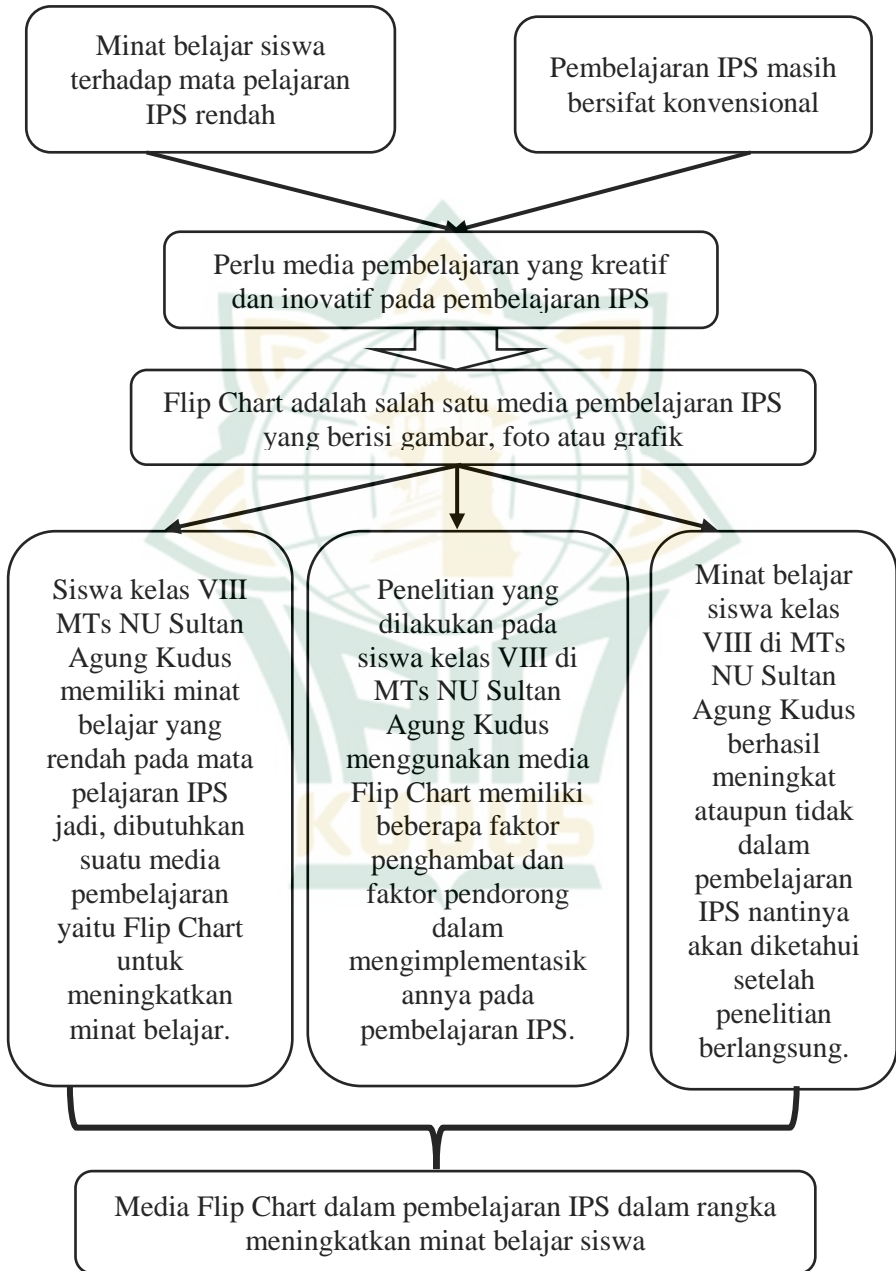 Minat belajar siswa
terhadap mata pelajaran
IPS rendah
Pembelajaran IPS masih
bersifat konvensional
Perlu media pembelajaran yang kreatif
dan inovatif pada pembelajaran IPS
Flip Chart adalah salah satu media pembelajaran IPS
yang berisi gambar, foto atau grafik
Siswa kelas VIII
MTs NU Sultan
Agung Kudus
memiliki minat
belajar yang
rendah pada mata
pelajaran IPS
jadi, dibutuhkan
suatu media
pembelajaran
yaitu Flip Chart
untuk
meningkatkan
minat belajar.
Penelitian yang
dilakukan pada
siswa kelas VIII di
MTs NU Sultan
Agung Kudus
menggunakan media
Flip Chart memiliki
beberapa faktor
penghambat dan
faktor pendorong
dalam
mengimplementasik
annya pada
pembelajaran IPS.
Minat belajar
siswa kelas
VIII di MTs
NU Sultan
Agung Kudus
berhasil
meningkat
ataupun tidak
dalam
pembelajaran
IPS nantinya
akan diketahui
setelah
penelitian
berlangsung.
KUDUS
Media Flip Chart dalam pembelajaran IPS dalam rangka
meningkatkan minat belajar siswa